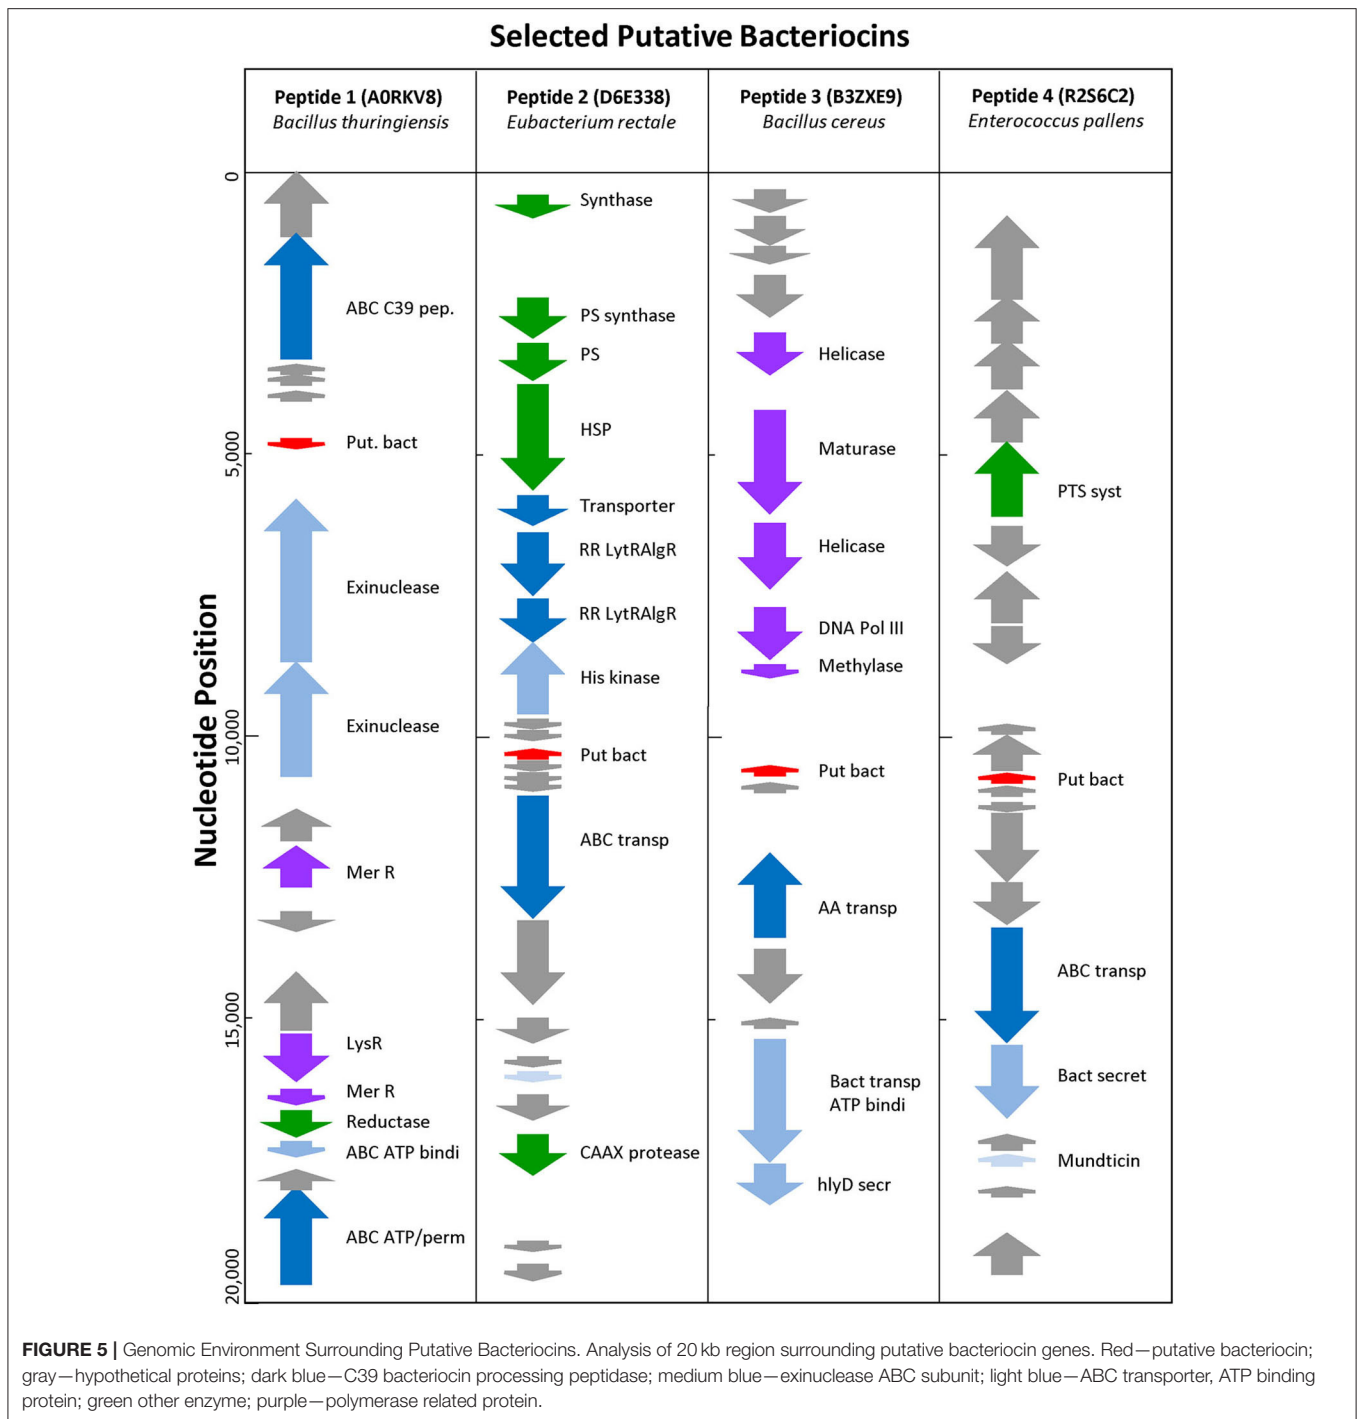 Selected Putative Bacteriocins
Peptide 1 (A0RKV8)
Bacillus thuringiensis
Peptide 2 (D6E338)
Eubacterium rectale
Peptide 3 (B3ZXE9)
Bacillus cereus
Peptide 4 (R2S6C2)
Enterococcus pallens
Nucleotide Position
0
5,000
10,000
15,000
20,000
ABC C39 pep.
Put. bact
Exinuclease
Exinuclease
Mer R
LysR
Mer R
Reductase
ABC ATP bindi
ABC ATP/perm
Synthase
PS synthase
PS
HSP
Transporter
RR LytRAlgR
RR LytRAlgR
His kinase
Put bact
ABC transp
CAAX protease
Helicase
Maturase
Helicase
DNA Pol III
Methylase
Put bact
AA transp
Bact transp
ATP bindi
hlyD secr
PTS syst
Put bact
ABC transp
Bact secret
Mundticin
FIGURE 5 | Genomic Environment Surrounding Putative Bacteriocins. Analysis of 20 kb region surrounding putative bacteriocin genes. Red—putative bacteriocin;
gray—hypothetical proteins; dark blue—C39 bacteriocin processing peptidase; medium blue—exinuclease ABC subunit; light blue—ABC transporter, ATP binding
protein; green other enzyme; purple—polymerase related protein.